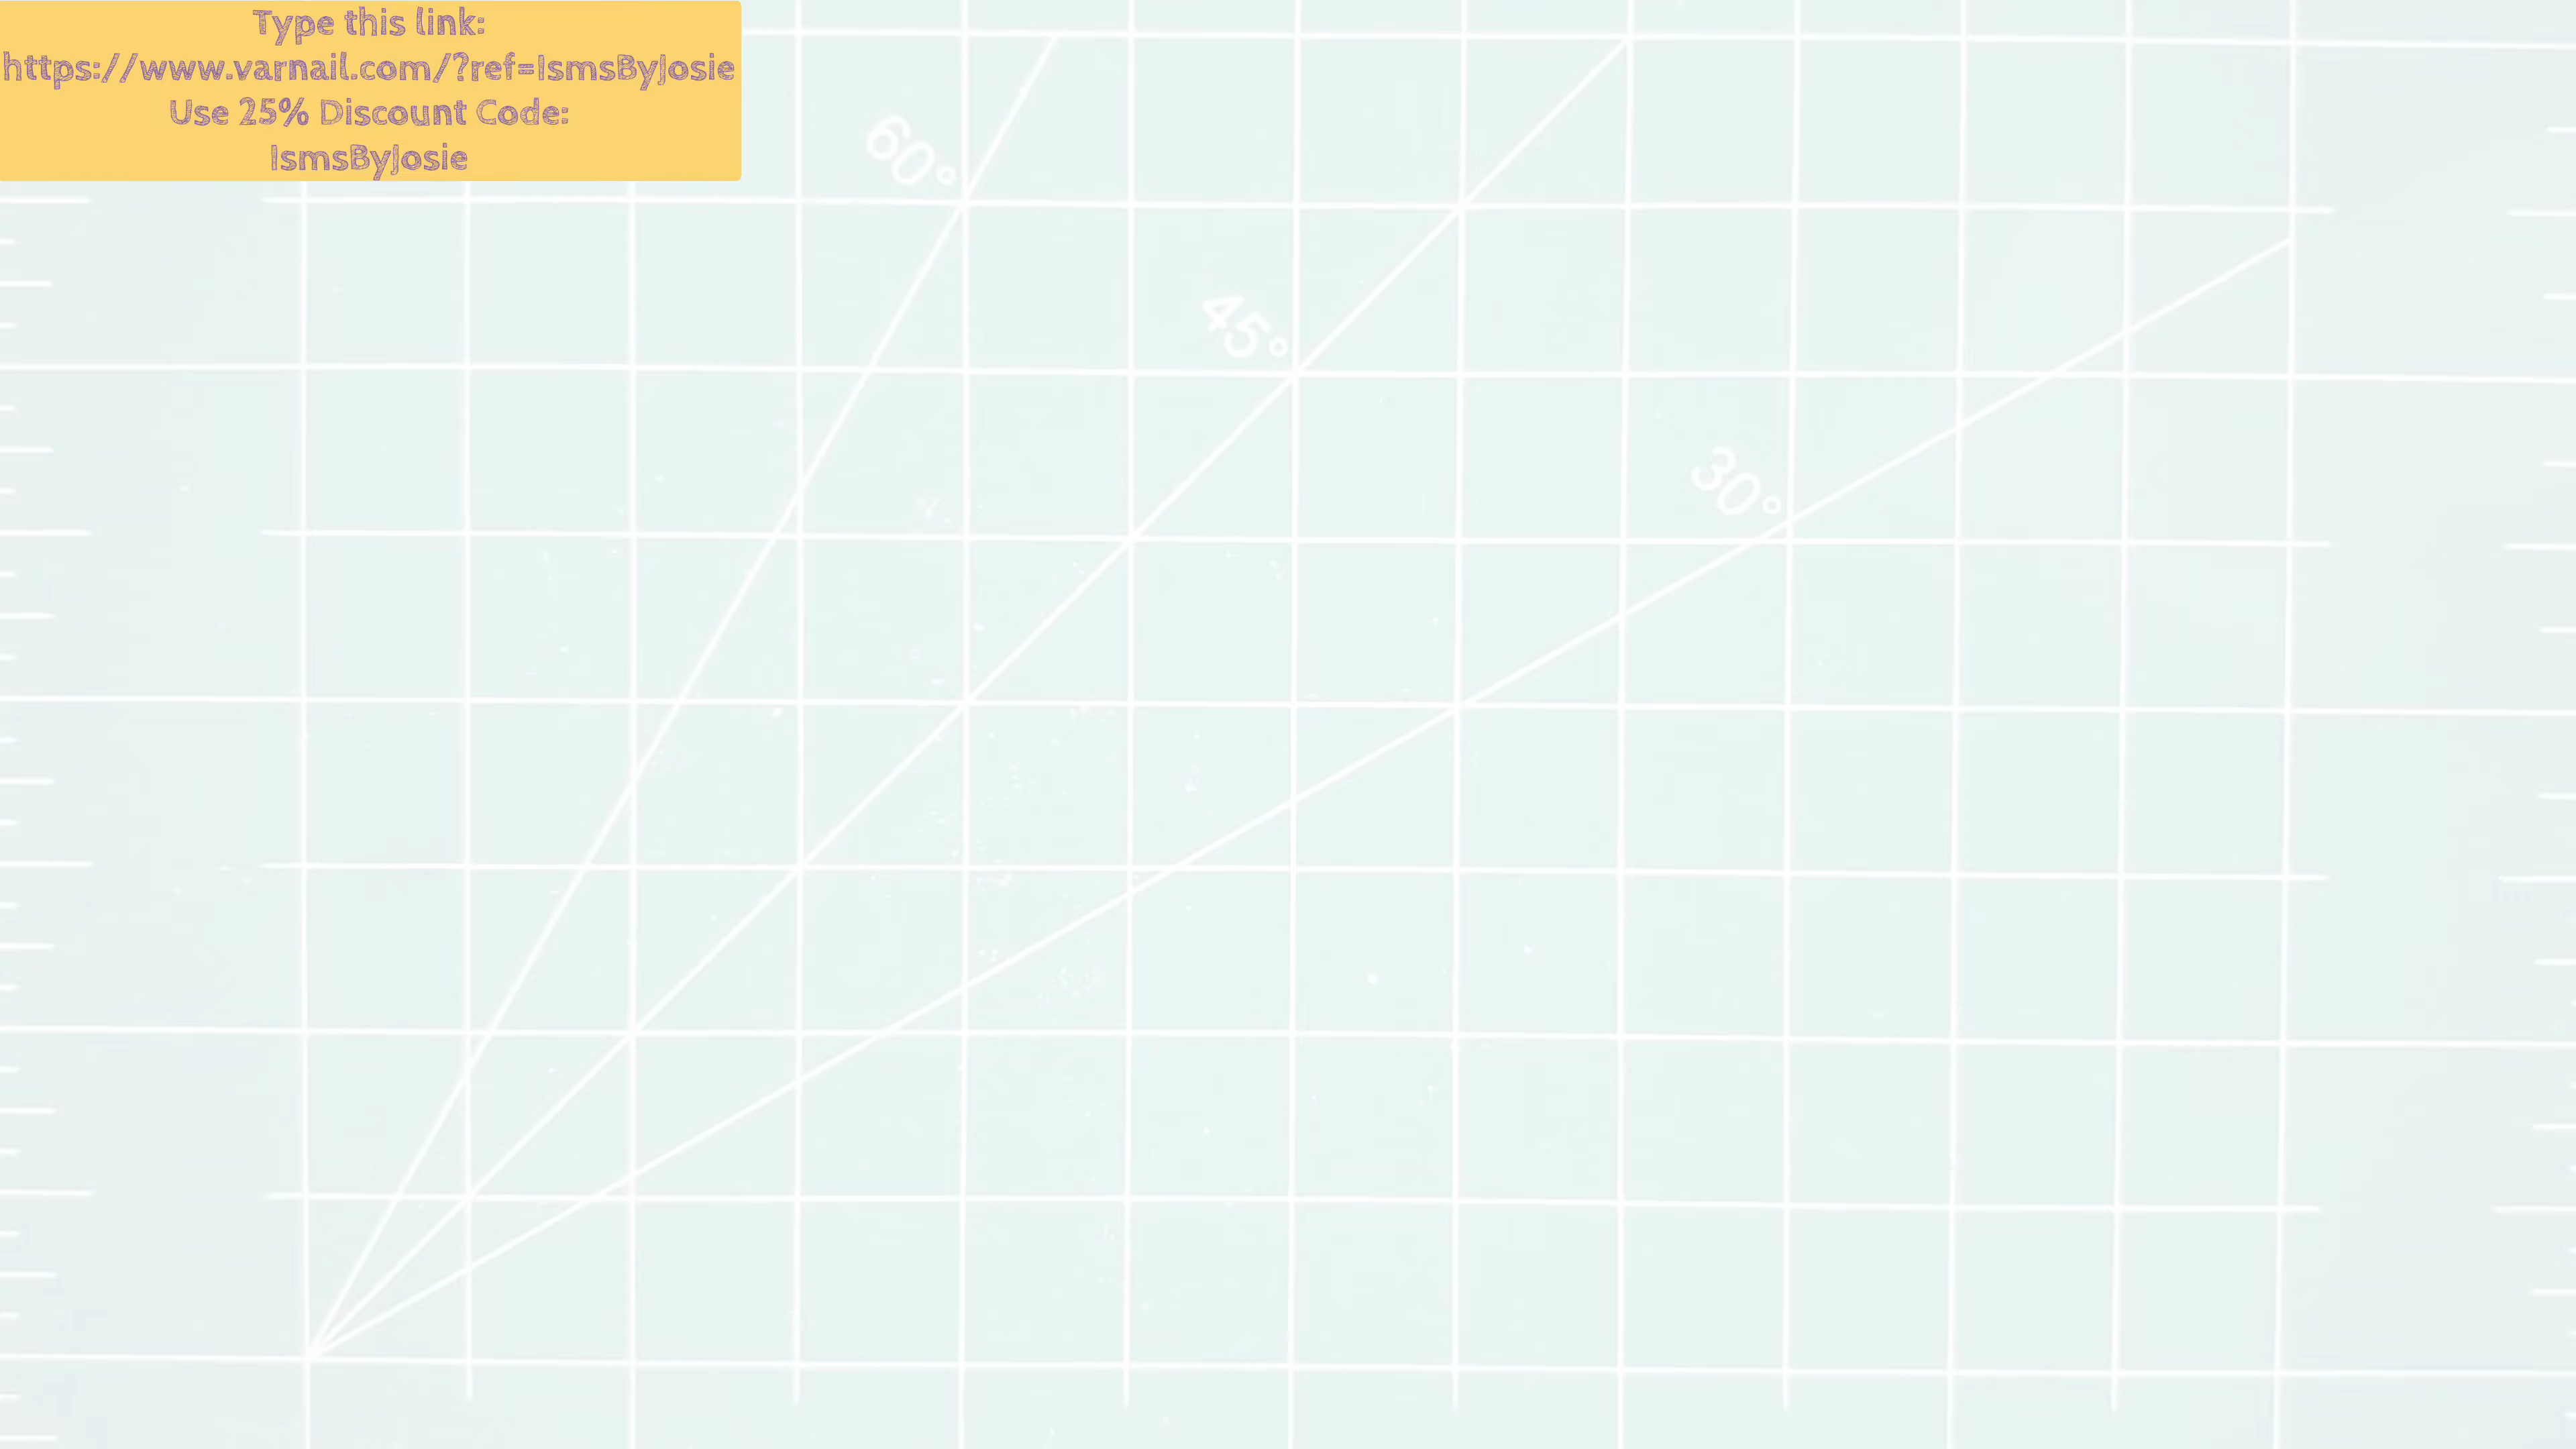 Type this link:
https://www.varnail.com/?ref=IsmsByJosie
Use 25% Discount Code:
IsmsByJosie
60°
45°
30°